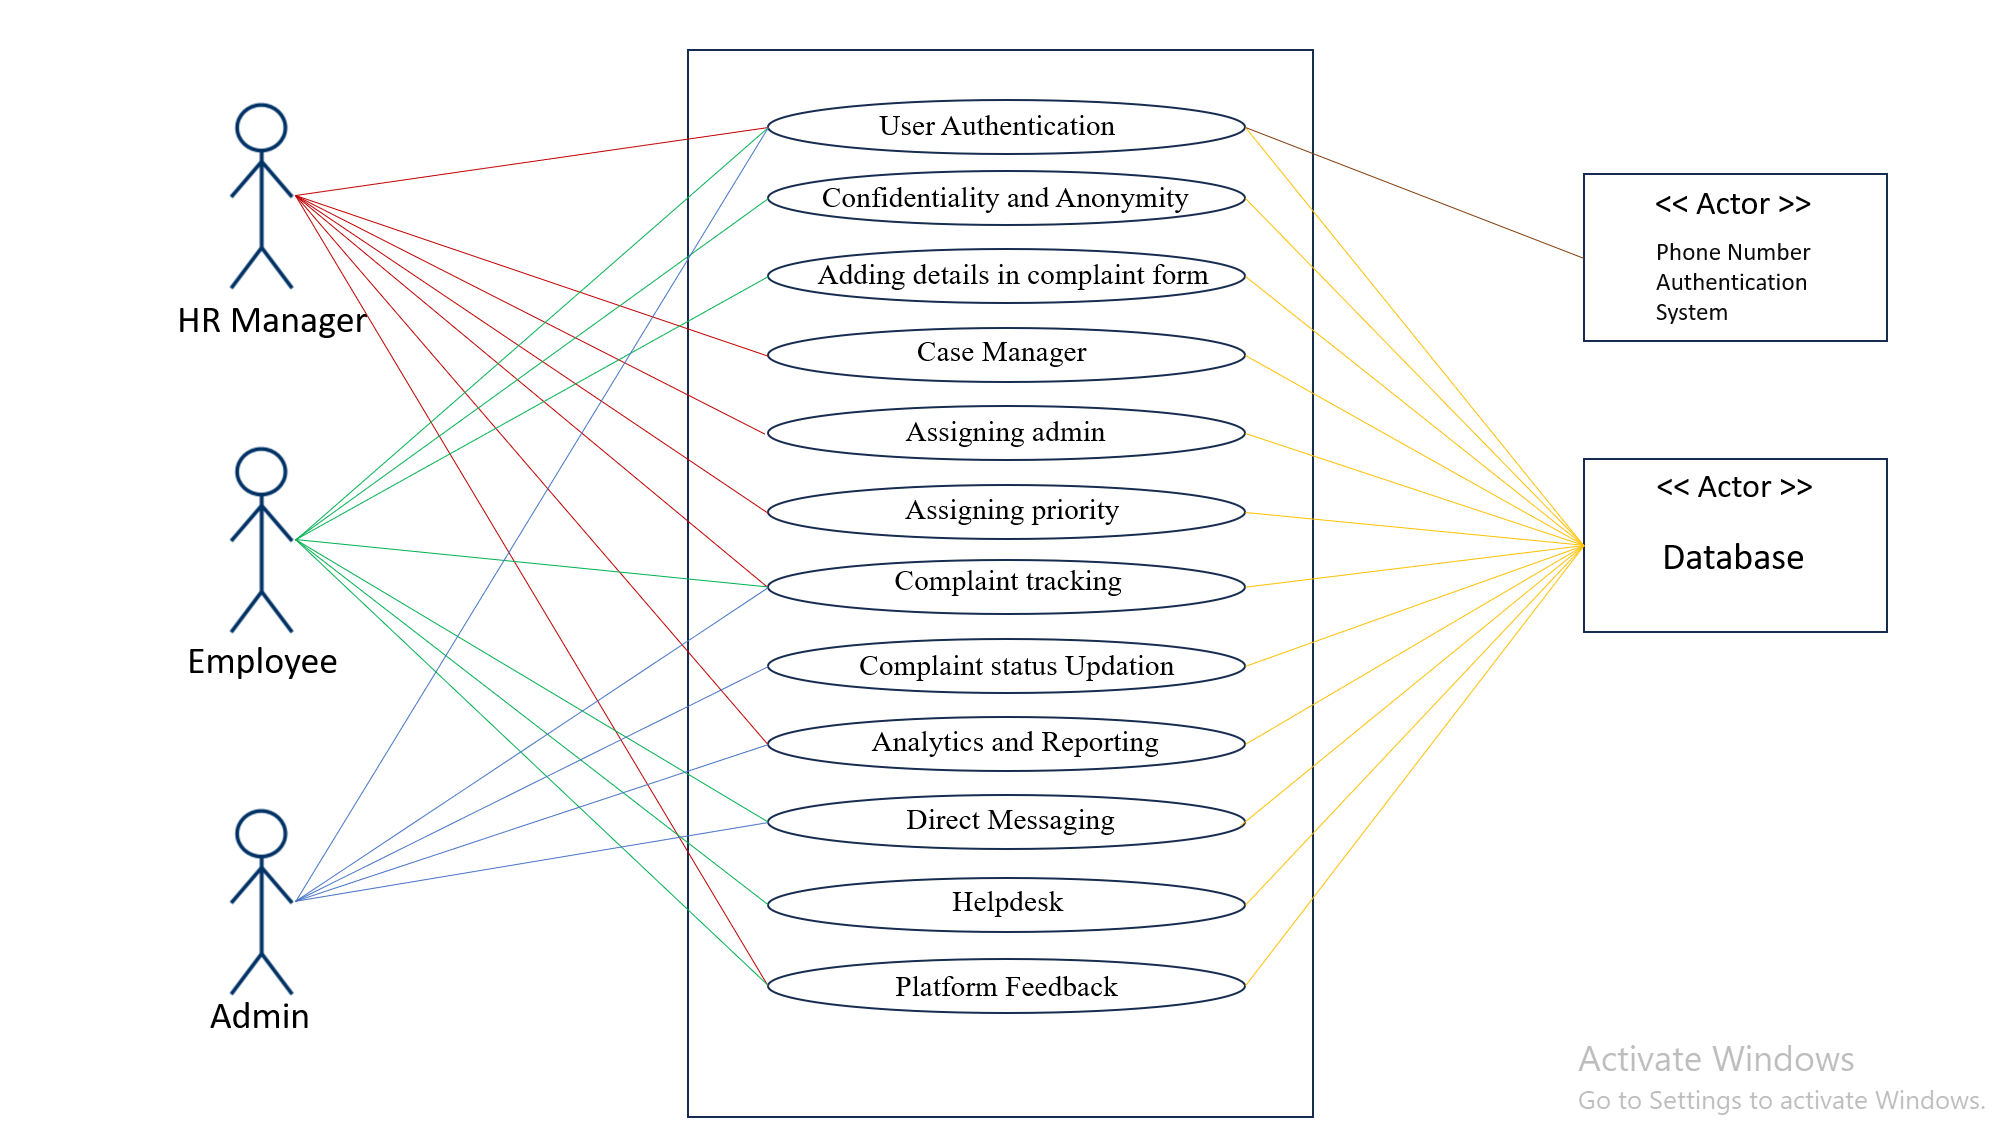 HR Manager
Employee
Admin
User Authentication
Confidentiality and Anonymity
Adding details in complaint form
Case Manager
Assigning admin
Assigning priority
Complaint tracking
Complaint status Updation
Analytics and Reporting
Direct Messaging
Helpdesk
Platform Feedback
<< Actor >>
Phone Number
Authentication
System
<< Actor >>
Database
Activate Windows
Go to Settings to activate Windows.